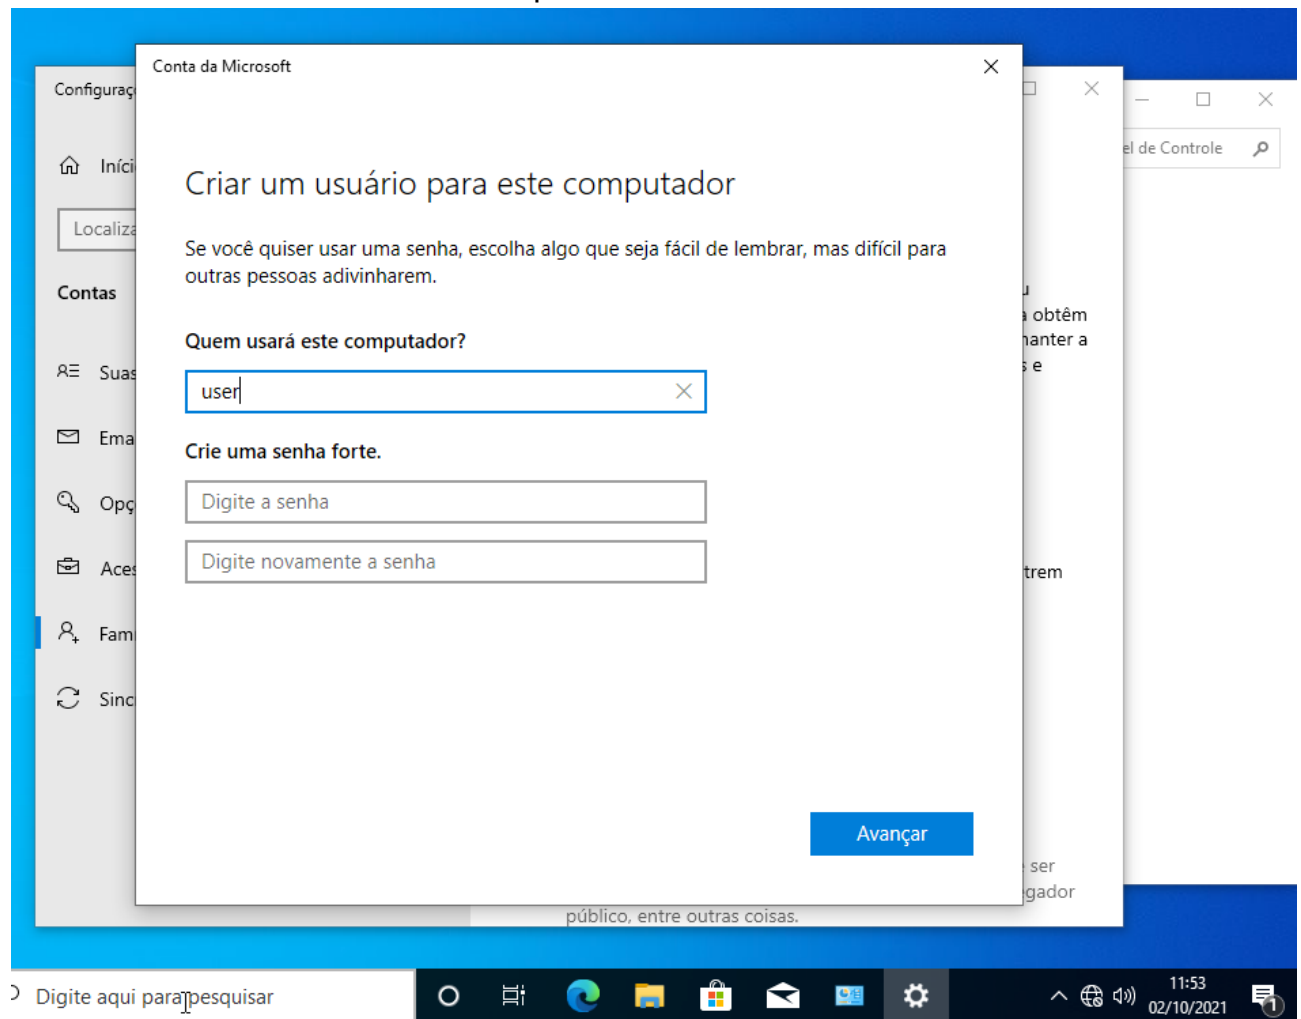 Conta da Microsoft
Configuraç
el de Controle
Iníci
Criar um usuário para este computador
Localiza
Se você quiser usar uma senha, escolha algo que seja fácil de lembrar, mas difícil para
outras pessoas adivinharem.
Contas
a obtêm
Quem usará este computador?
nanter a
s e
Suas
user
Ema
Crie uma senha forte.
Opç
Digite a senha
Aces
Digite novamente a senha
trem
Fam
Sinc
Avançar
ser
gador
público, entre outras coisas.
Digite aqui para pesquisar
11:53
02/10/2021
1